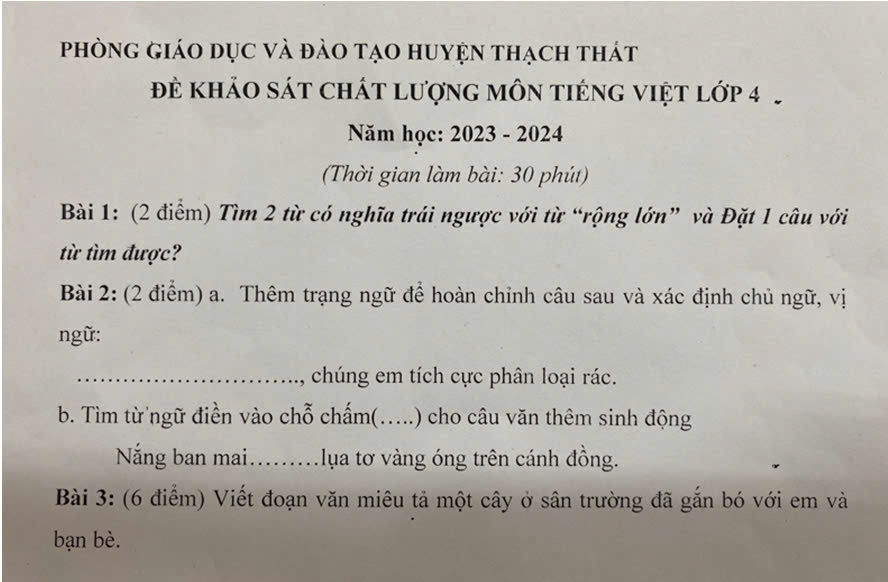 PHÒNG GIÁO DỤC VÀ ĐÀO TẠO HUYỆN THẠCH THẤT
ĐỀ KHẢO SÁT CHẤT LƯỢNG MÔN TIẾNG VIỆT LỚP 4
Năm học: 2023 - 2024
(Thời gian làm bài: 30 phút)
Bài 1: (2 điểm) Tìm 2 từ có nghĩa trái ngược với từ “rộng lớn” và Đặt 1 câu với
từ tìm được?
Bài 2: (2 điểm) a. Thêm trạng ngữ để hoàn chỉnh câu sau và xác định chủ ngữ, vị
ngữ:
............................., chúng em tích cực phân loại rác.
b. Tìm từ ngữ điền vào chỗ chấm(.....) cho câu văn thêm sinh động
Nắng ban mai.........lụa tơ vàng óng trên cánh đồng.
Bài 3: (6 điểm) Viết đoạn văn miêu tả một cây ở sân trường đã gắn bó với em và
bạn bè.